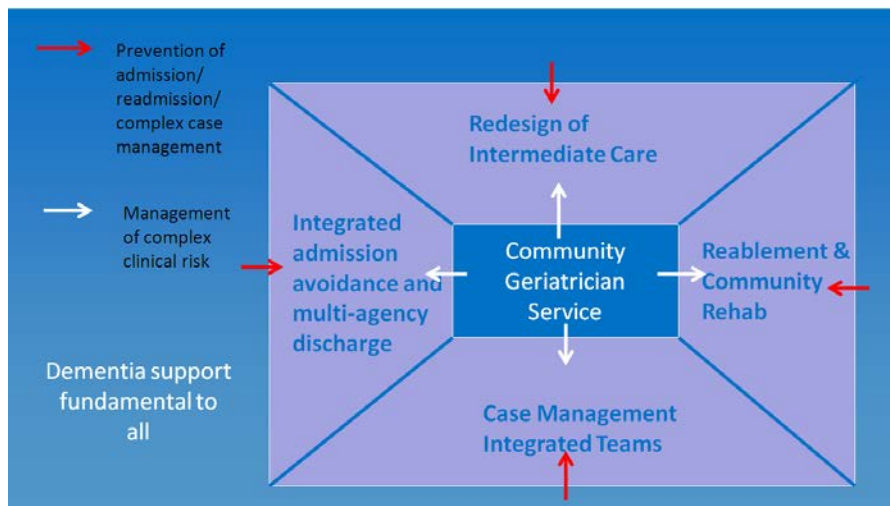 Prevention of
admission/
readmission/
complex case
management
Management
of complex
clinical risk
Dementia support
fundamental to
all
Redesign of
Intermediate Care
Integrated
admission
avoidance and
multi-agency
discharge
Community
Geriatrician
Service
Reablement &
Community
Rehab
Case Management
Integrated Teams